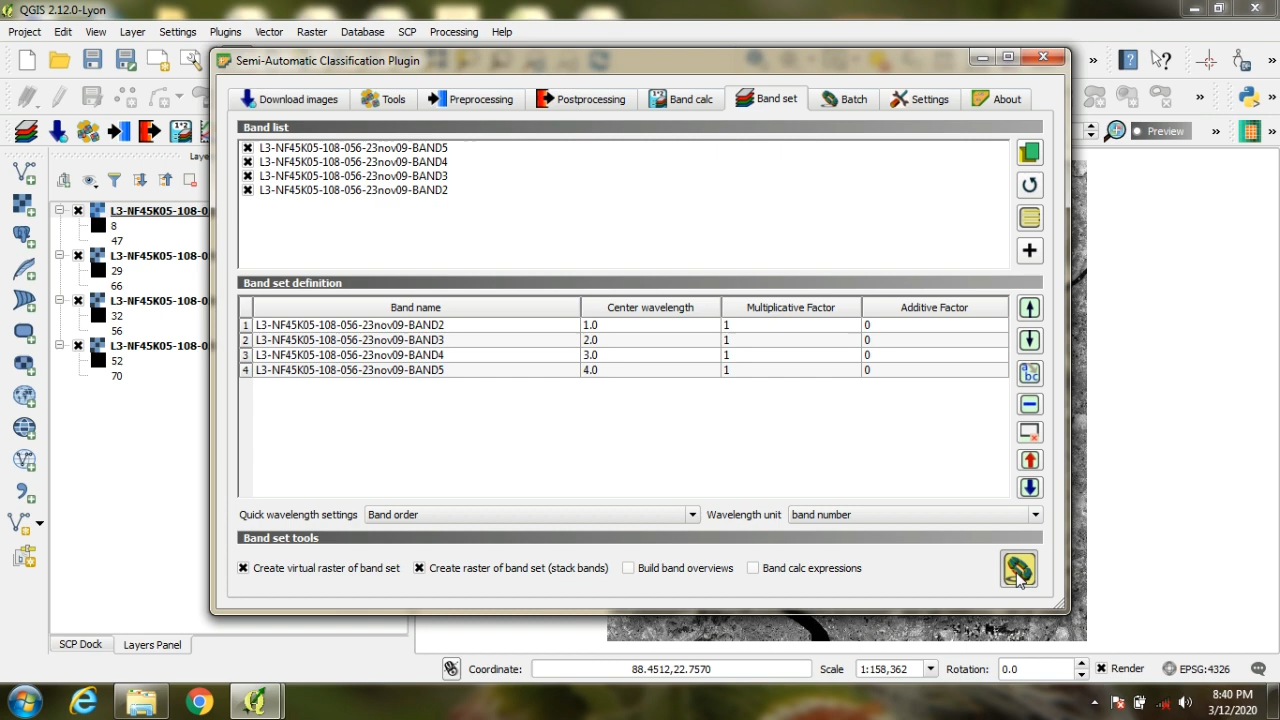 QGIS 2.12.0-Lyon
Project Edit View Layer Settings Plugins Vector Raster Database SCP Processing Help
Semi-Automatic Classification Plugin
Download images Tools Preprocessing Postprocessing Band calc Band set Batch Settings About
Band list
L3-NF45K05-108-056-23nov09-BAND5
L3-NF45K05-108-056-23nov09-BAND4
L3-NF45K05-108-056-23nov09-BAND3
L3-NF45K05-108-056-23nov09-BAND2
Preview
L3-NF45K05-108-0
8
47
L3-NF45K05-108-0
29
66
L3-NF45K05-108-0
32
56
L3-NF45K05-108-0
52
70
Band set definition
Band name Center wavelength Multiplicative Factor Additive Factor
1 L3-NF45K05-108-056-23nov09-BAND2 1.0 1 0
2 L3-NF45K05-108-056-23nov09-BAND3 2.0 1 0
3 L3-NF45K05-108-056-23nov09-BAND4 3.0 1 0
4 L3-NF45K05-108-056-23nov09-BAND5 4.0 1 0
Quick wavelength settings Band order Wavelength unit band number
Band set tools
Create virtual raster of band set Create raster of band set (stack bands) Build band overviews Band calc expressions
SCP Dock Layers Panel
Coordinate: 88.4512,22.7570 Scale 1:158,362 Rotation: 0.0 Render EPSG:4326
8:40 PM
3/12/2020